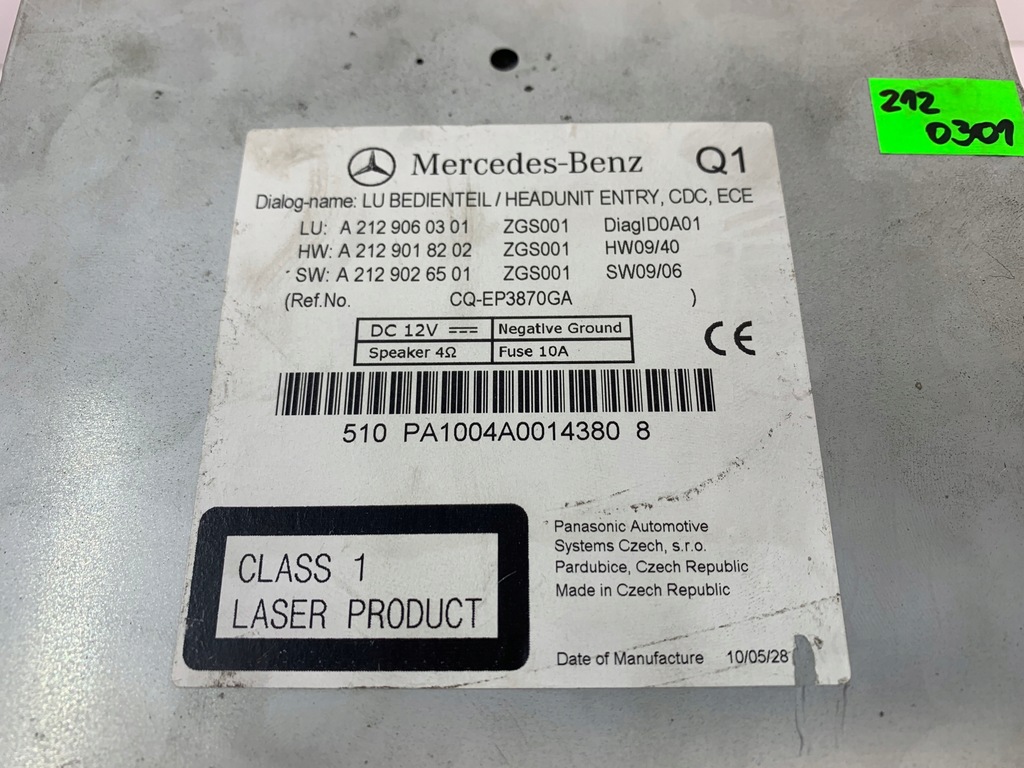 212
0301
Mercedes-Benz Q1
Dialog-name: LU BEDIENTEIL / HEADUNIT ENTRY, CDC, ECE
LU: A 212 906 03 01 ZGS001 DiagID0A01
HW: A 212 901 82 02 ZGS001 HW09/40
SW: A 212 902 65 01 ZGS001 SW09/06
(Ref.No. CQ-EP3870GA )
DC 12V Negative Ground
Speaker 4Ω Fuse 10A
CE
510 PA1004A0014380 8
CLASS 1
LASER PRODUCT
Panasonic Automotive
Systems Czech, s.r.o.
Pardubice, Czech Republic
Made in Czech Republic
Date of Manufacture 10/05/28